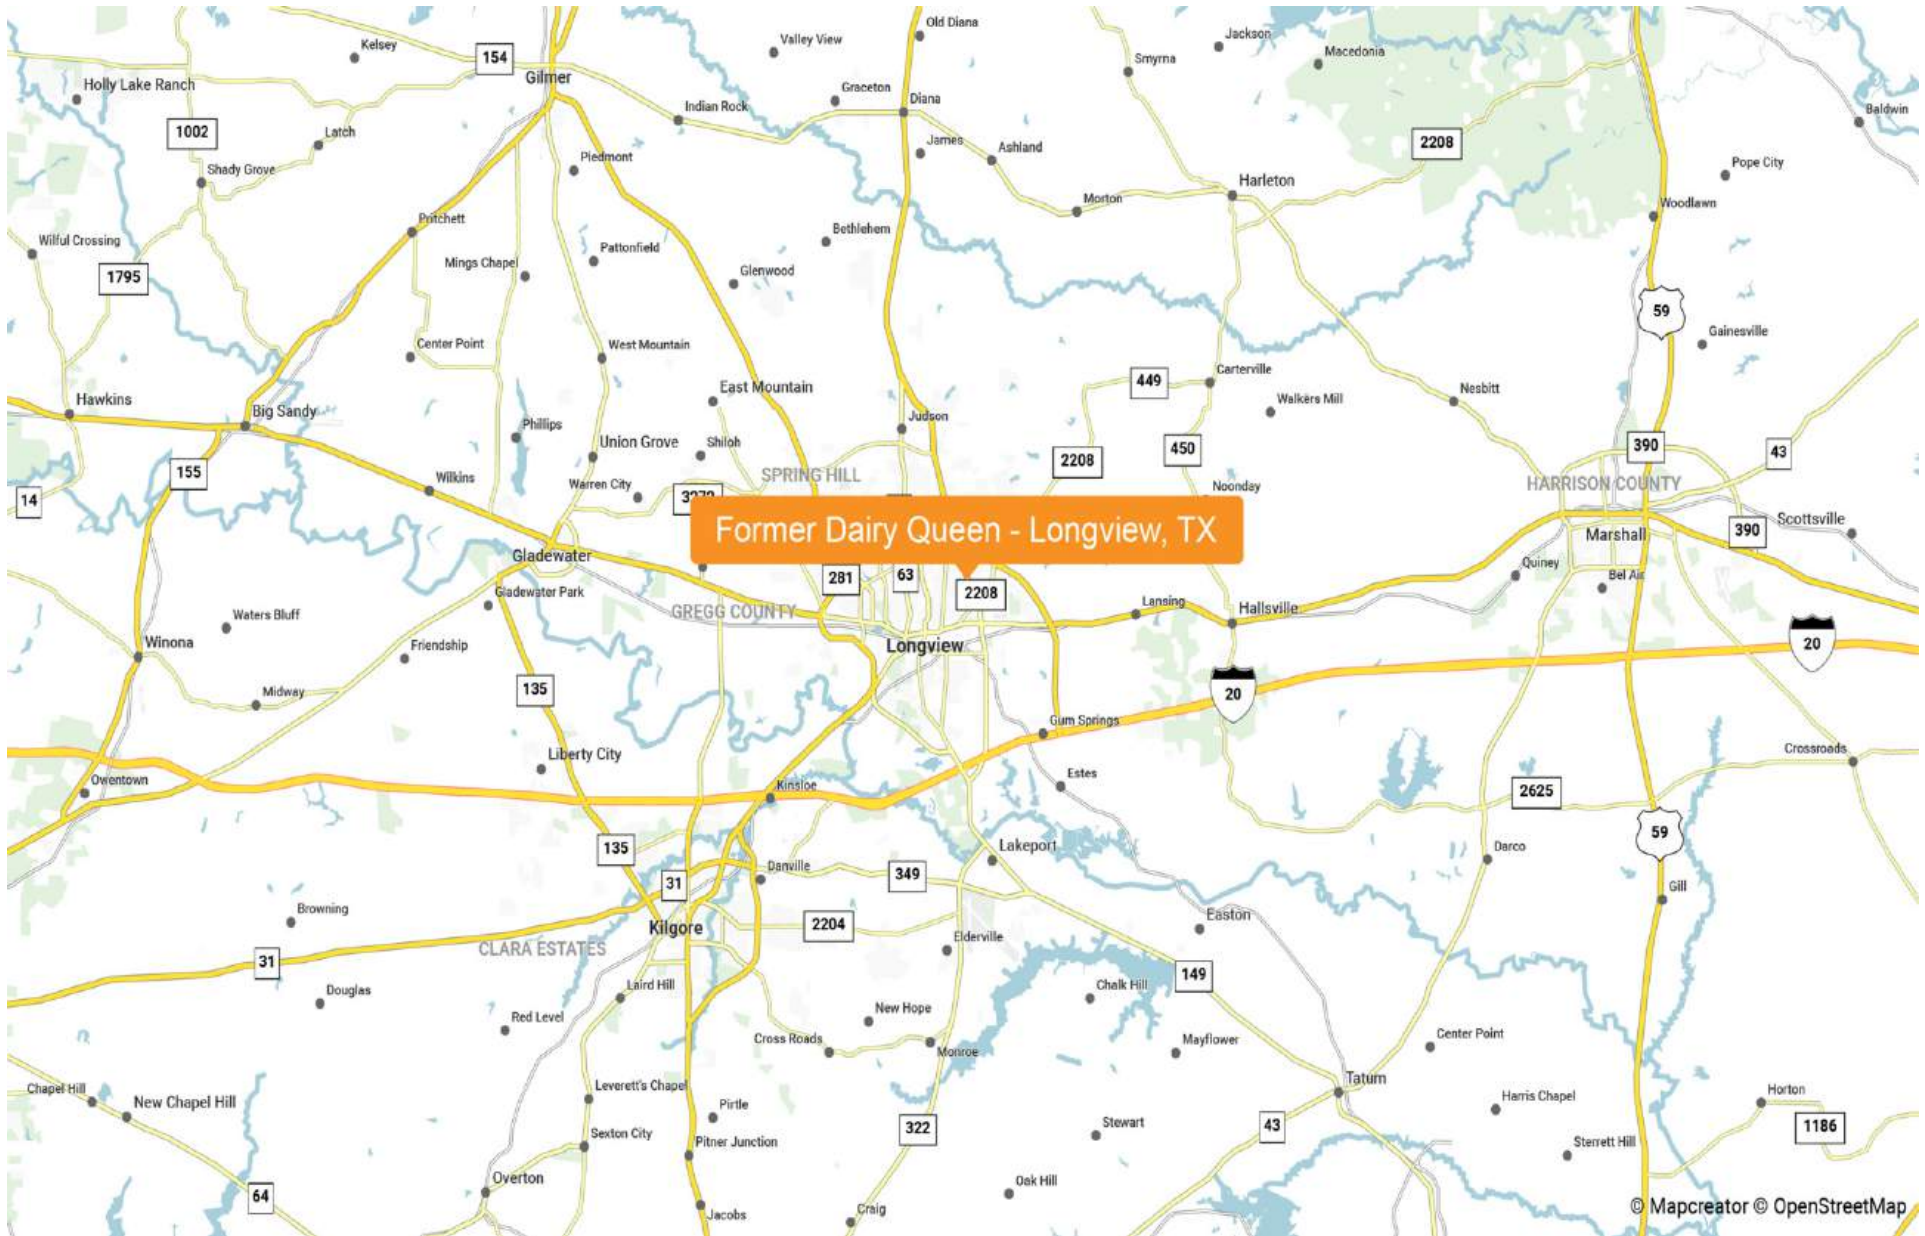 Old Diana
Kelsey
Valley View
Jackson
Macedonia
Smyrna
154
Gilmer
Holly Lake Ranch
Graceton
Diana
Indian Rock
Baldwin
1002
Latch
James
Ashland
2208
Piedmont
Shady Grove
Pope City
Harleton
Morton
Woodlawn
Pritchett
Bethlehem
Wilful Crossing
Pattonfield
Mings Chapel
1795
Glenwood
59
Gainesville
Center Point
West Mountain
Carterville
449
East Mountain
Nesbitt
Hawkins
Big Sandy
Walkers Mill
Judson
Phillips
Union Grove
Shiloh
450
390
43
2208
155
SPRING HILL
Wilkins
Warren City
HARRISON COUNTY
Noonday
14
3272
Former Dairy Queen - Longview, TX
Scottsville
390
Marshall
Gladewater
Quiney
Bel Air
281
63
2208
Gladewater Park
Lansing
Hallsville
GREGG COUNTY
Waters Bluff
Winona
Friendship
Longview
20
20
Midway
135
Gum Springs
Liberty City
Crossroads
Owentown
Kinsloe
Estes
2625
59
135
Lakeport
Darco
Danville
31
349
Gill
Browning
Easton
Kilgore
2204
Elderville
CLARA ESTATES
31
149
Laird Hill
Chalk Hill
Douglas
New Hope
Red Level
Cross Roads
Monroe
Mayflower
Center Point
Tatum
Leverett's Chapel
Chapel Hill
New Chapel Hill
Harris Chapel
Horton
Pirtle
322
Stewart
43
1186
Sexton City
Pitner Junction
Sterrett Hill
Overton
Oak Hill
64
Craig
Jacobs
© Mapcreator © OpenStreetMap